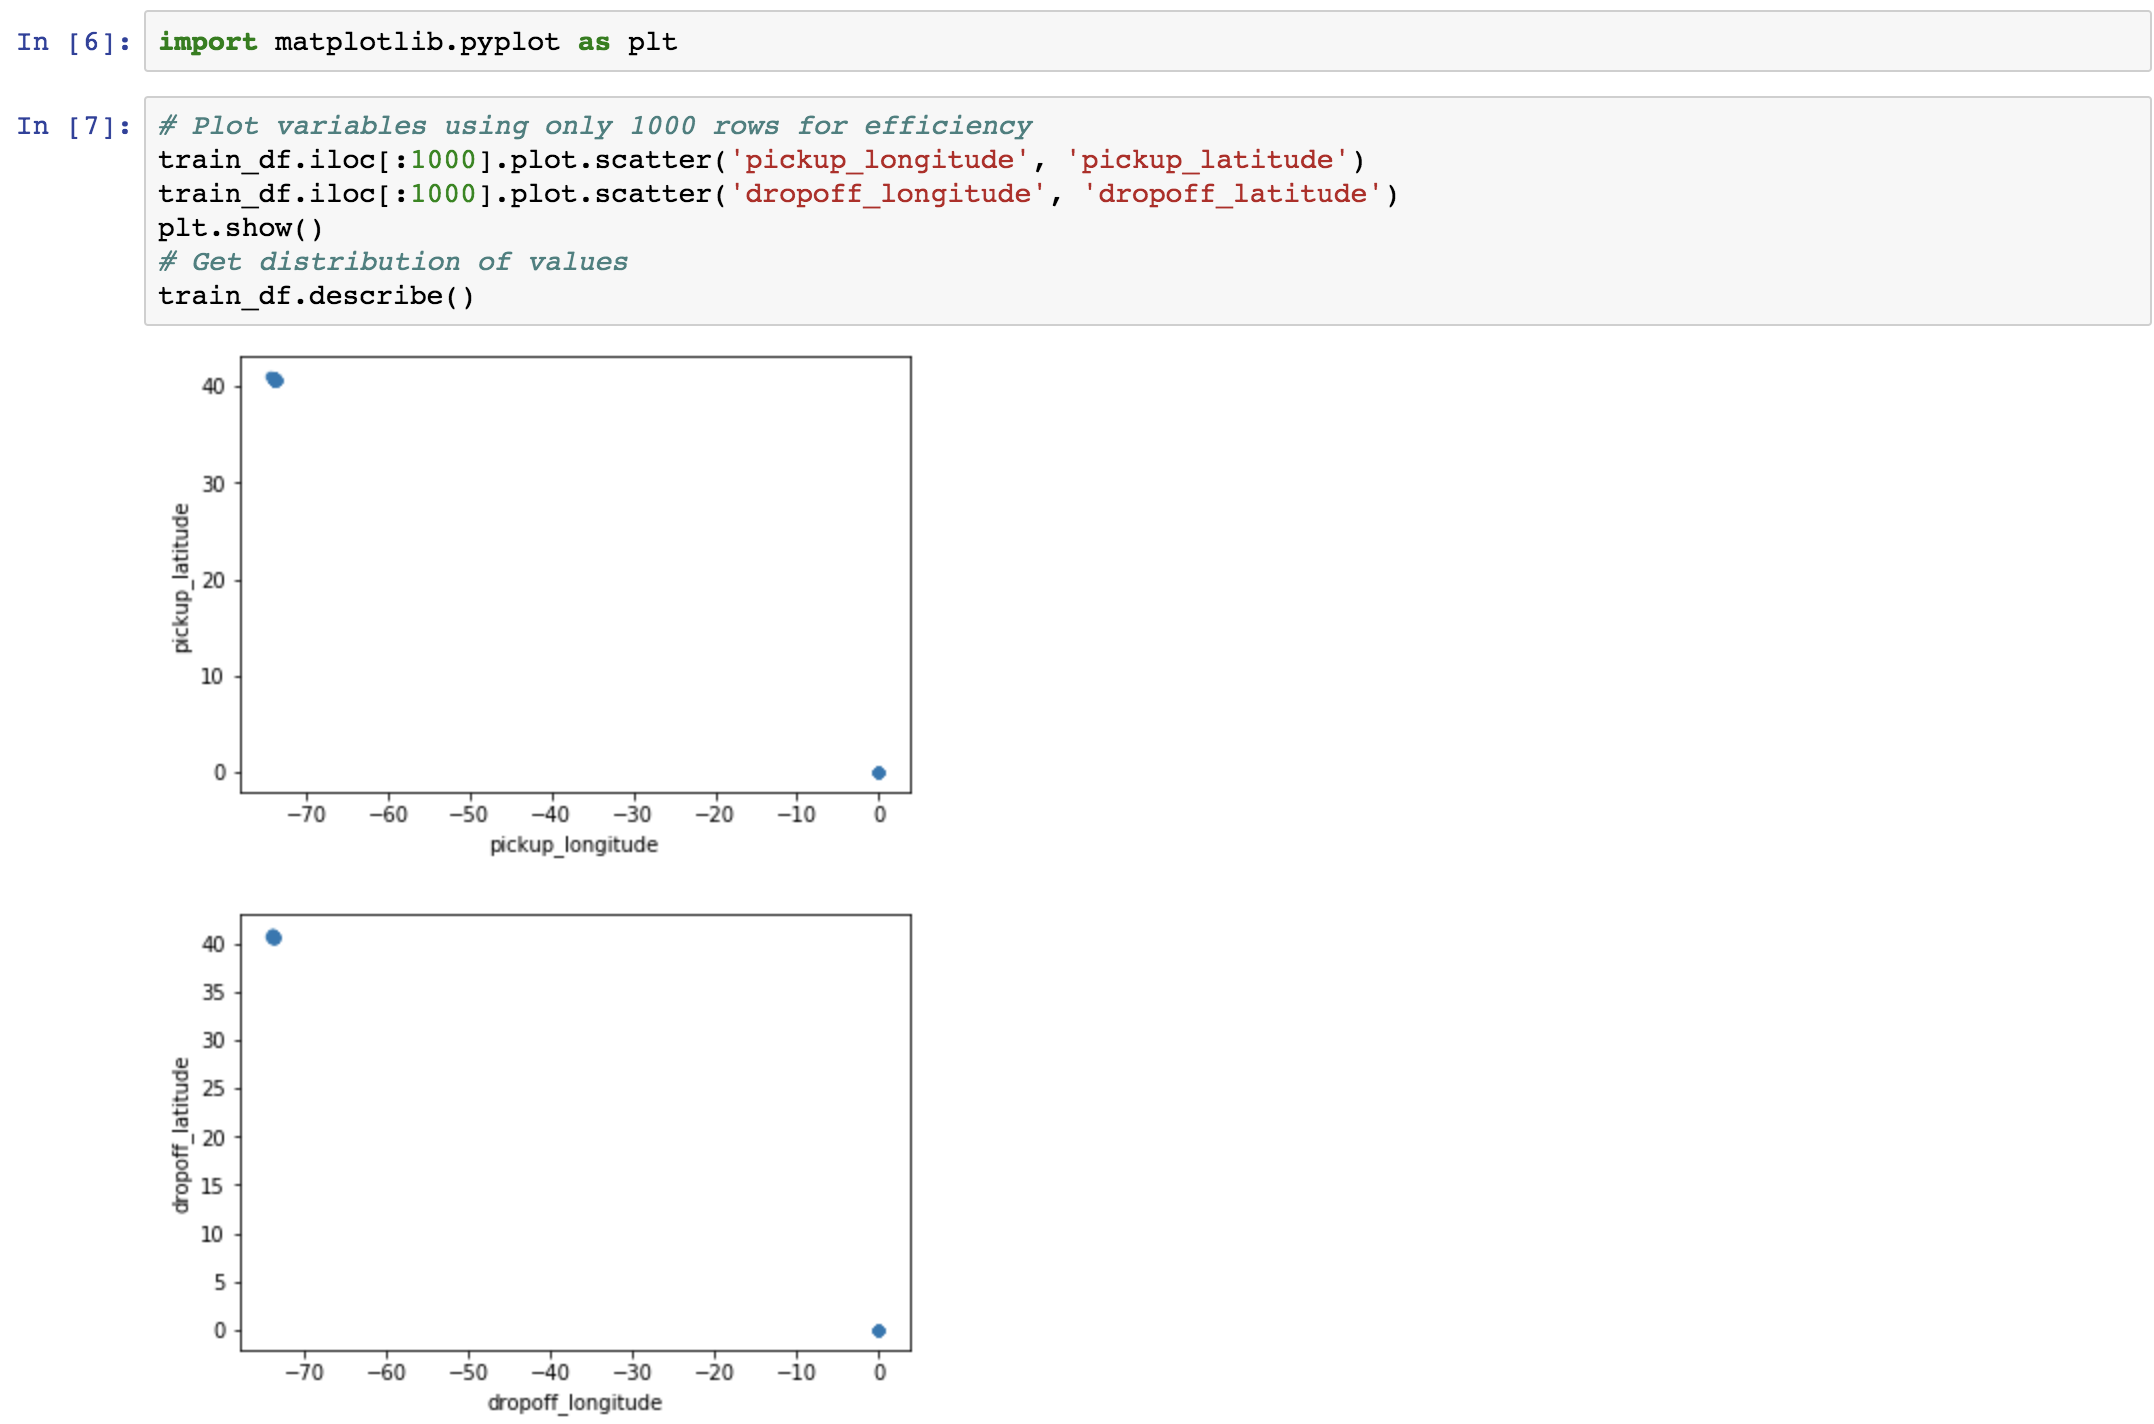 In [6]: import matplotlib.pyplot as plt
In [7]: # Plot variables using only 1000 rows for efficiency
train_df.iloc[:1000].plot.scatter('pickup_longitude', 'pickup_latitude')
train_df.iloc[:1000].plot.scatter('dropoff_longitude', 'dropoff_latitude')
plt.show()
# Get distribution of values
train_df.describe()
40
30
20
10
0
pickup_latitude
−70 −60 −50 −40 −30 −20 −10 0
pickup_longitude
40
35
30
25
20
15
10
5
0
dropoff_latitude
−70 −60 −50 −40 −30 −20 −10 0
dropoff_longitude